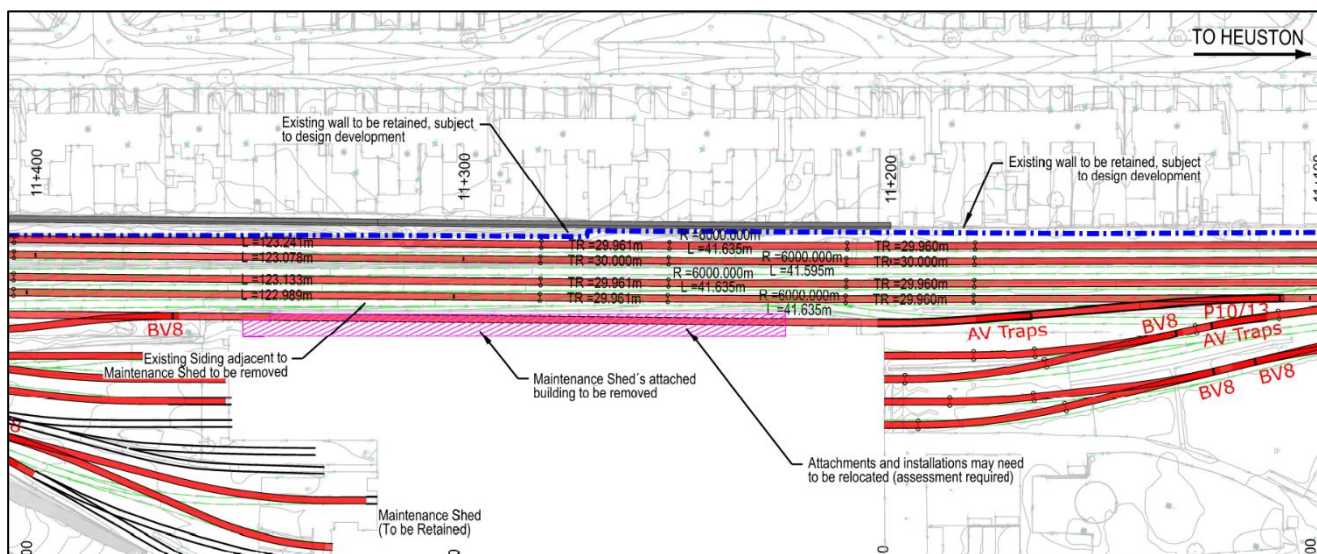 TO HEUSTON
Existing wall to be retained, subject
to design development
Existing wall to be retained, subject
to design development
11+400
11+300
11+200
R =8000.000m
L =123.241m
TR =29.961m
L =41.635m
TR =29.960m
L =123.078m
TR =30.000m
R =6000.000m
L =41.595m
TR =30.000m
R =6000.000m
L =123.133m
TR =29.961m
L =41.635m
TR =29.960m
L =122.989m
TR =29.961m
R =6000.000m
L =41.635m
TR =29.960m
BV8
AV Traps
BV8
P10/13
AV Traps
BV8
BV8
Existing Siding adjacent to
Maintenance Shed to be removed
Maintenance Shed´s attached
building to be removed
Attachments and installations may need
to be relocated (assessment required)
Maintenance Shed
(To be Retained)